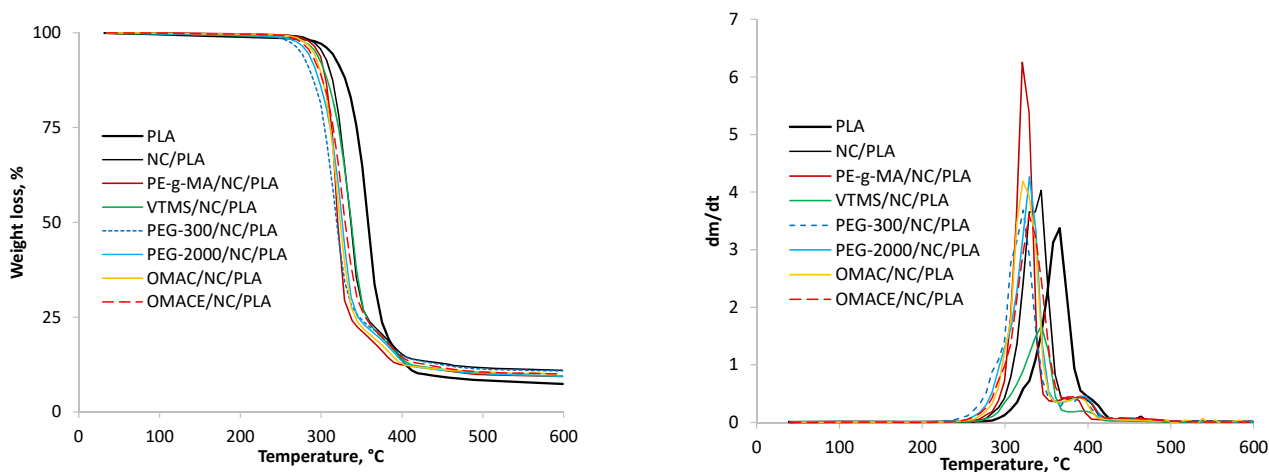 100
75
50
25
0
Weight loss, %
PLA
NC/PLA
PE-g-MA/NC/PLA
VTMS/NC/PLA
PEG-300/NC/PLA
PEG-2000/NC/PLA
OMAC/NC/PLA
OMACE/NC/PLA
0 100 200 300 400 500 600
Temperature, °C
7
6
5
4
3
2
1
0
dm/dt
PLA
NC/PLA
PE-g-MA/NC/PLA
VTMS/NC/PLA
PEG-300/NC/PLA
PEG-2000/NC/PLA
OMAC/NC/PLA
OMACE/NC/PLA
0 100 200 300 400 500 600
Temperature, °C